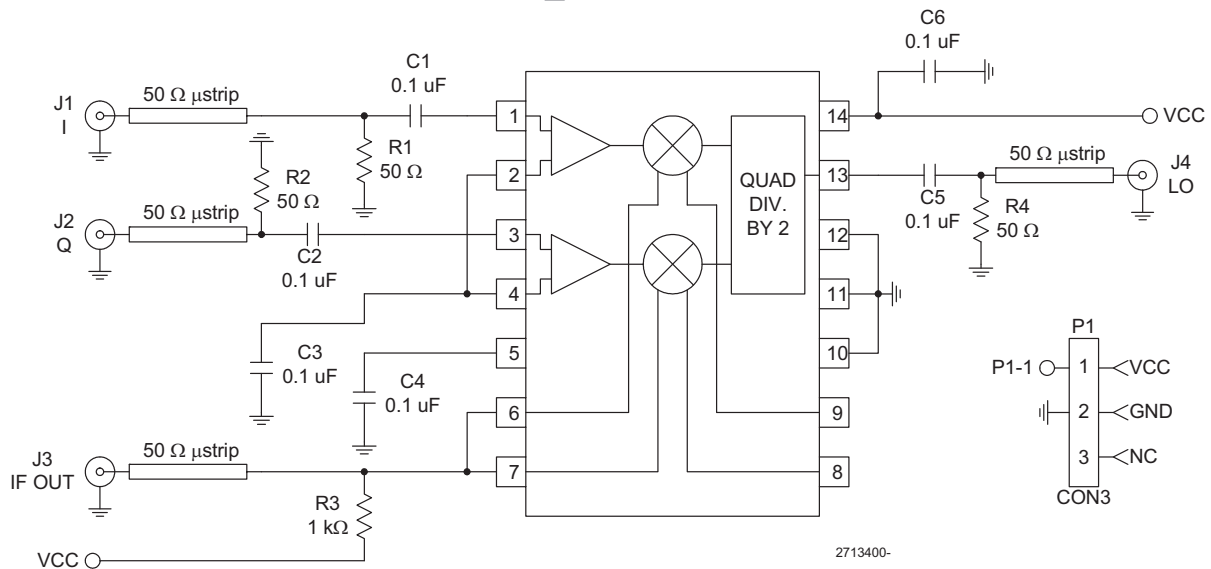 C6
0.1 uF
C1
0.1 uF
J1
I
50 Ω µstrip
R1
50 Ω
R2
50 Ω
J2
Q
50 Ω µstrip
C2
0.1 uF
C3
0.1 uF
C4
0.1 uF
J3
IF OUT
50 Ω µstrip
R3
1 kΩ
VCC
1
2
3
4
5
6
7
QUAD
DIV.
BY 2
14
13
12
11
10
9
8
VCC
C5
0.1 uF
50 Ω µstrip
J4
LO
R4
50 Ω
P1
P1-1
1
VCC
2
GND
3
NC
CON3
2713400-